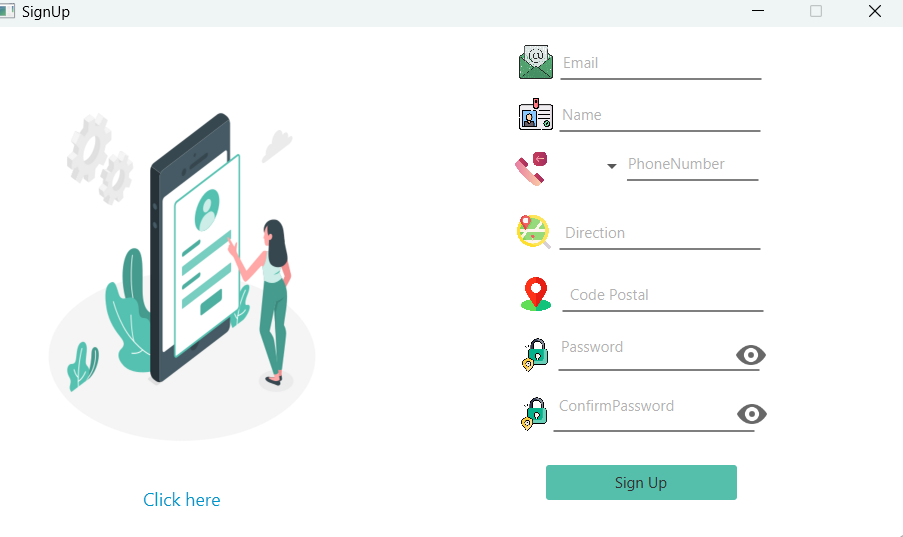 SignUp
Email
Name
PhoneNumber
Direction
Code Postal
Password
ConfirmPassword
Sign Up
Click here